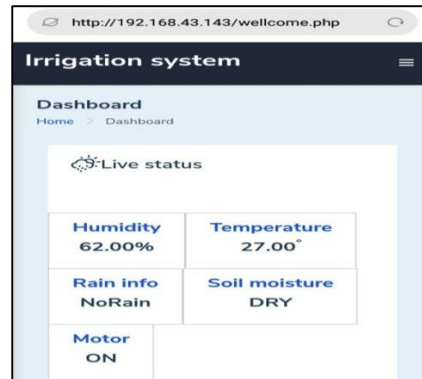 http://192.168.43.143/wellcome.php
Irrigation system
Dashboard
Home > Dashboard
Live status
Humidity
62.00%
Temperature
27.00°
Rain info
NoRain
Soil moisture
DRY
Motor
ON